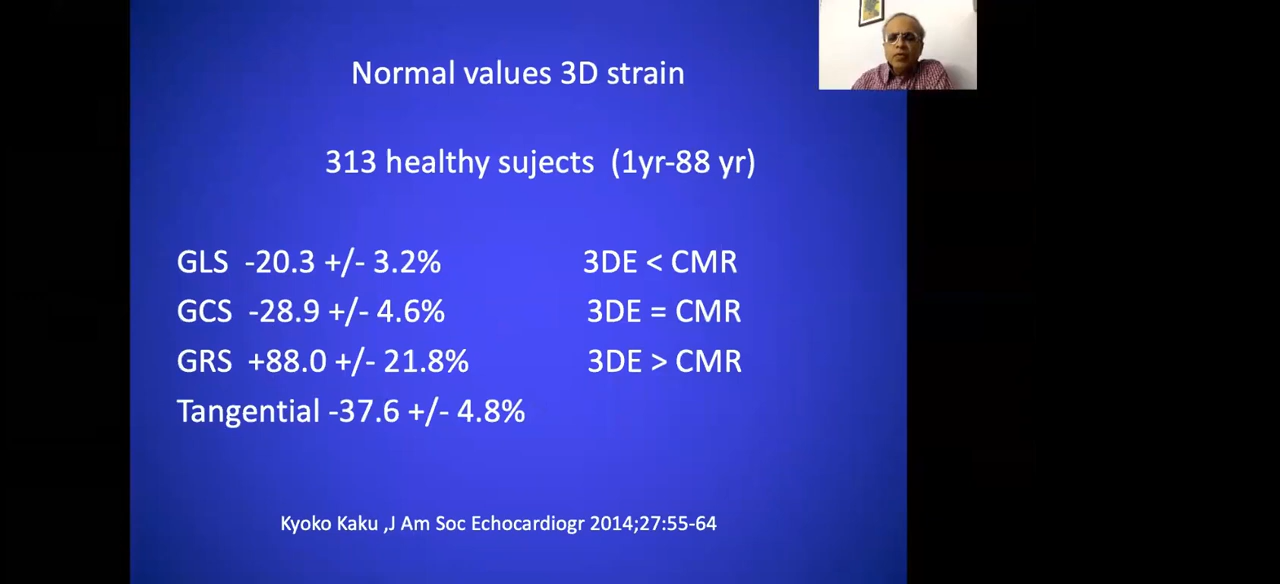 Normal values 3D strain
313 healthy sujects (1yr-88 yr)
GLS -20.3 +/- 3.2% 3DE < CMR
GCS -28.9 +/- 4.6% 3DE = CMR
GRS +88.0 +/- 21.8% 3DE > CMR
Tangential -37.6 +/- 4.8%
Kyoko Kaku ,J Am Soc Echocardiogr 2014;27:55-64